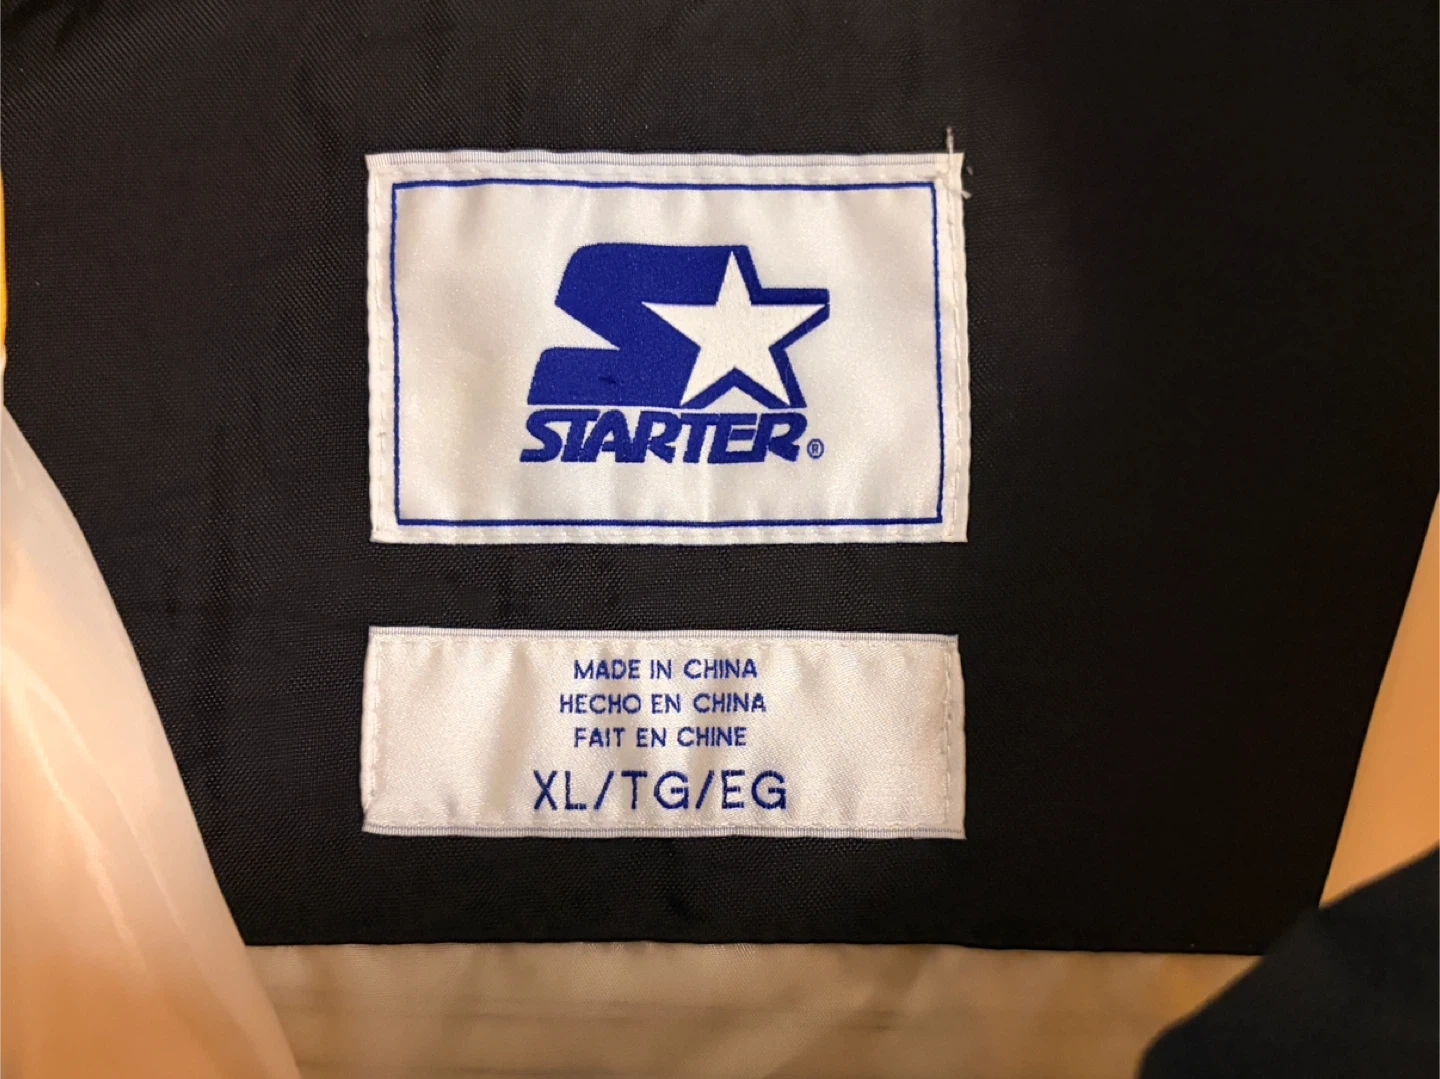 STARTER®
MADE IN CHINA
HECHO EN CHINA
FAIT EN CHINE
XL/TG/EG